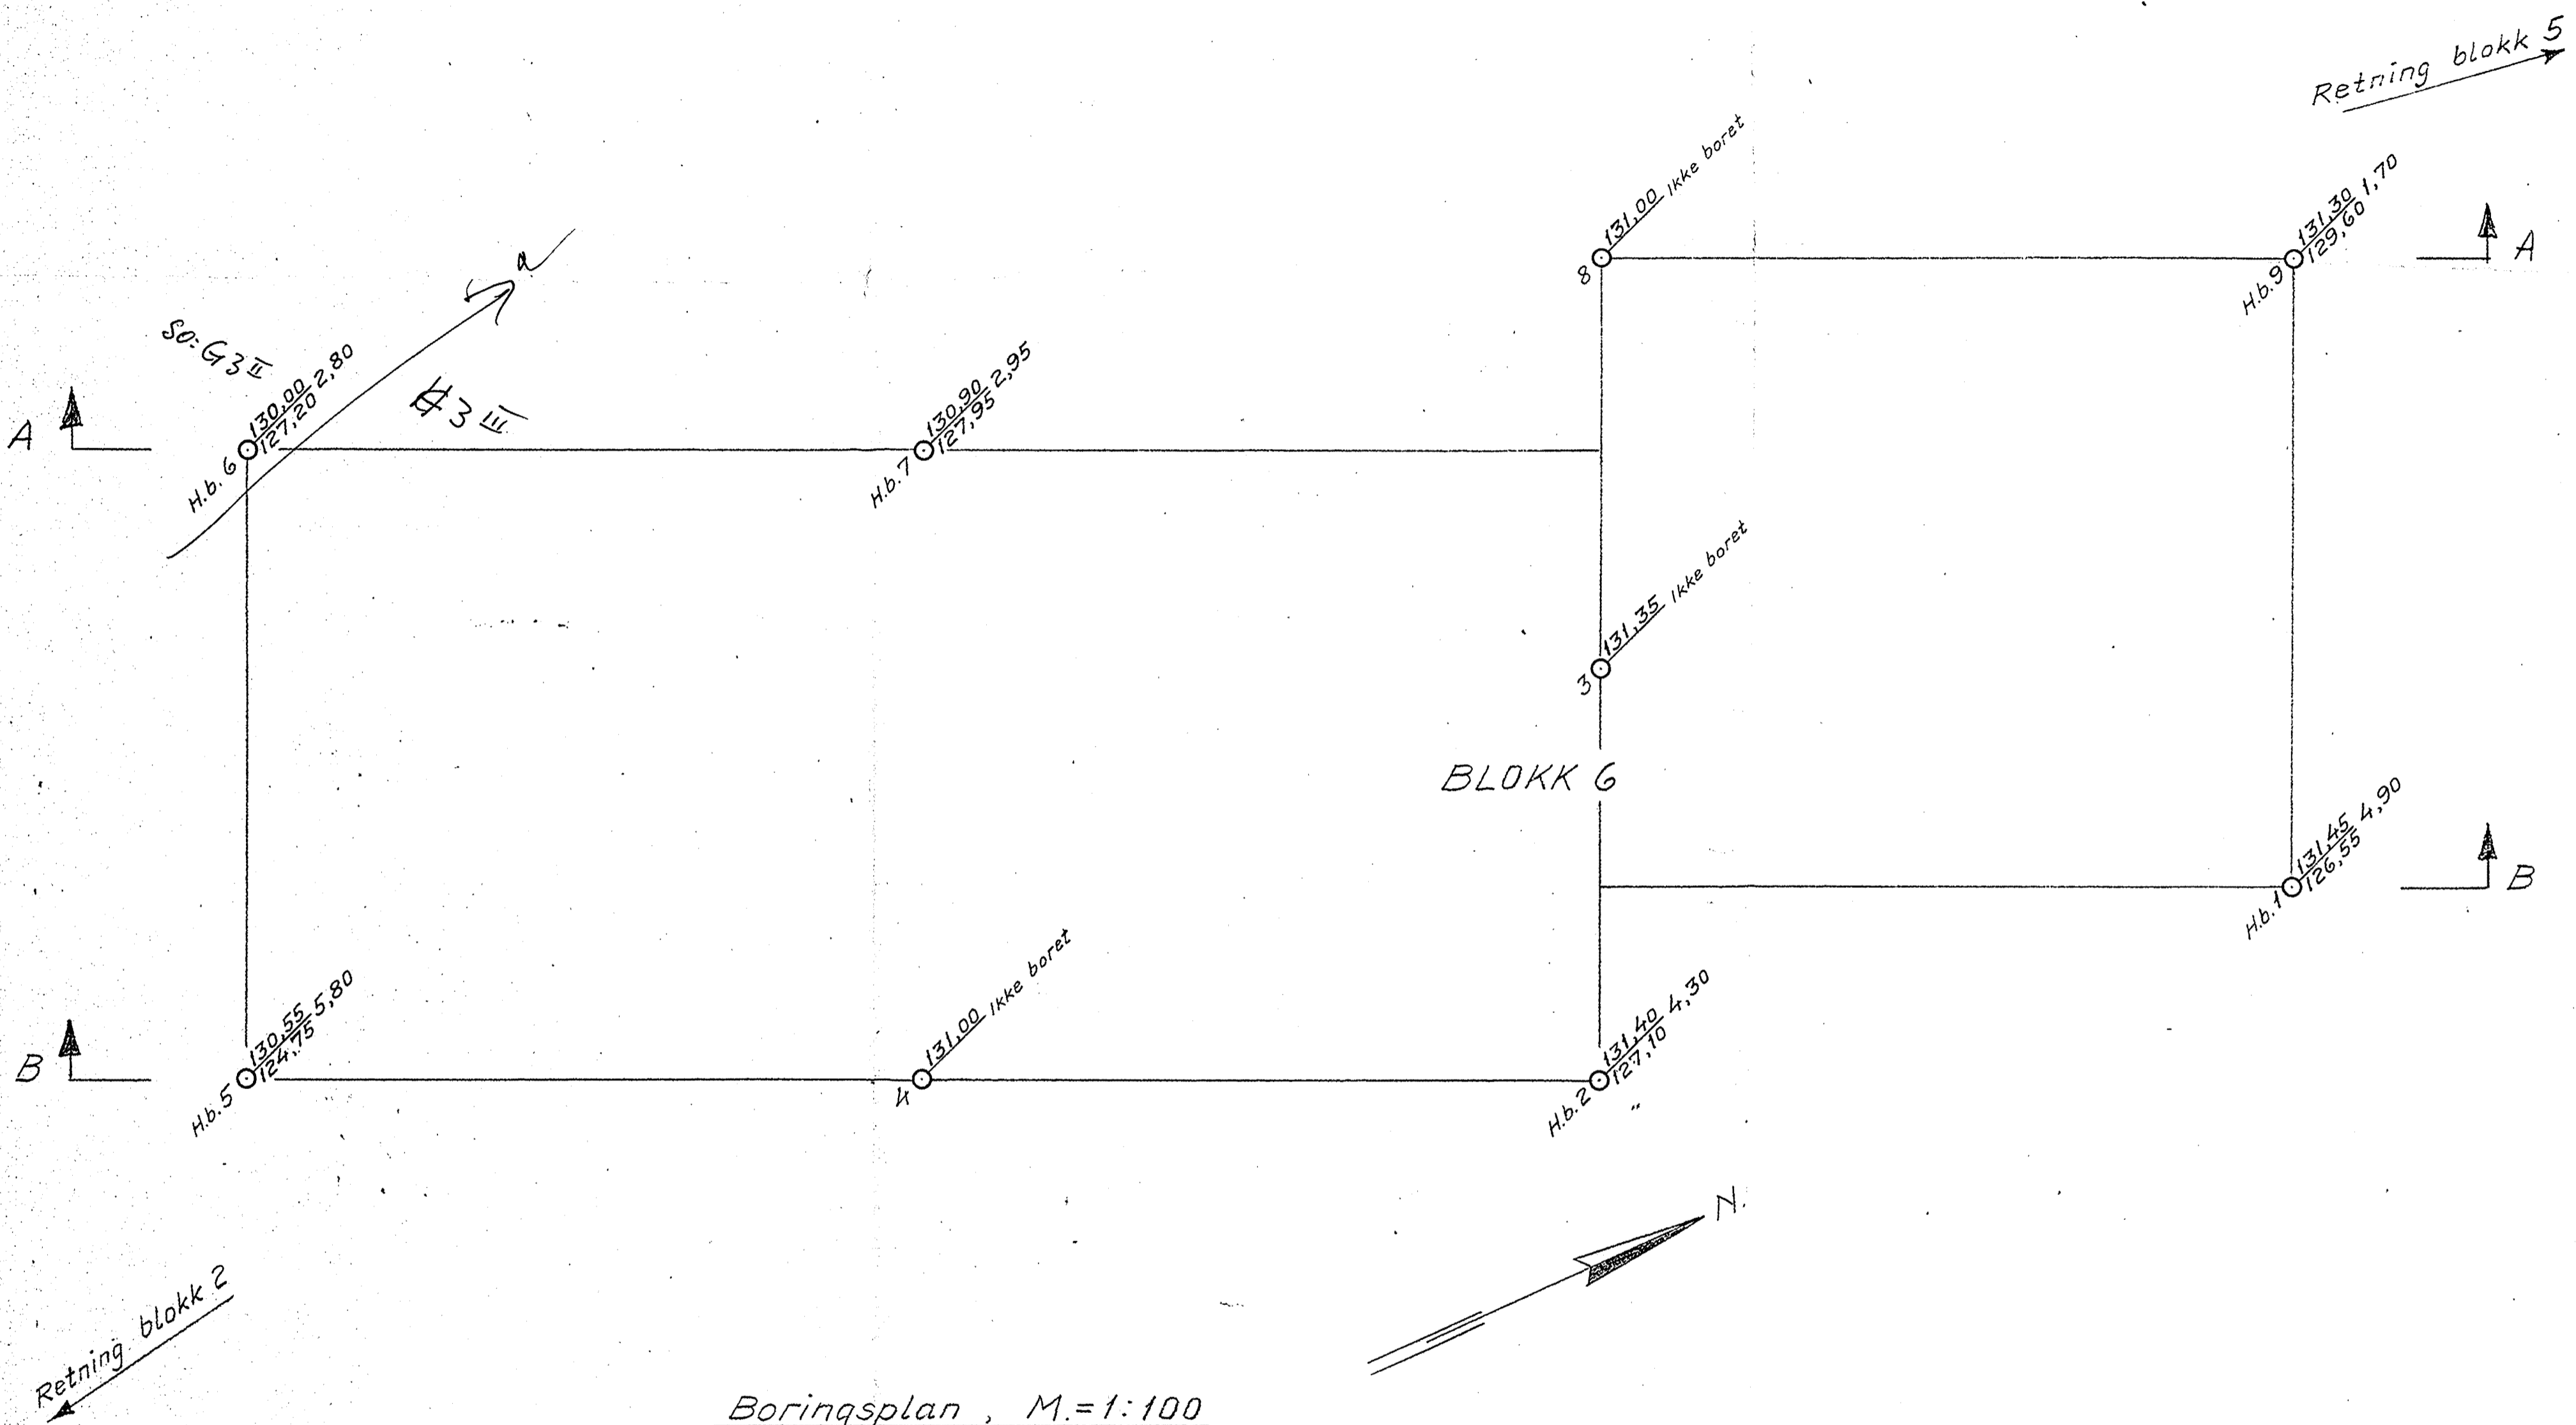 Retning blokk 5
131,00 Ikke boret
8
131,30 1,70
129,60
H.b. 9
A
SO: G3 II
130,00 2,80
127,20
H.b. 6
A
3 III
130,90 2,95
127,95
H.b. 7
131,35 Ikke boret
3
BLOKK 6
131,45 4,90
126,55
H.b. 1
B
130,55 5,80
124,75
H.b. 5
B
131,00 Ikke boret
4
131,40 4,30
127,10
H.b. 2
N.
Retning blokk 2
Boringsplan , M.=1:100